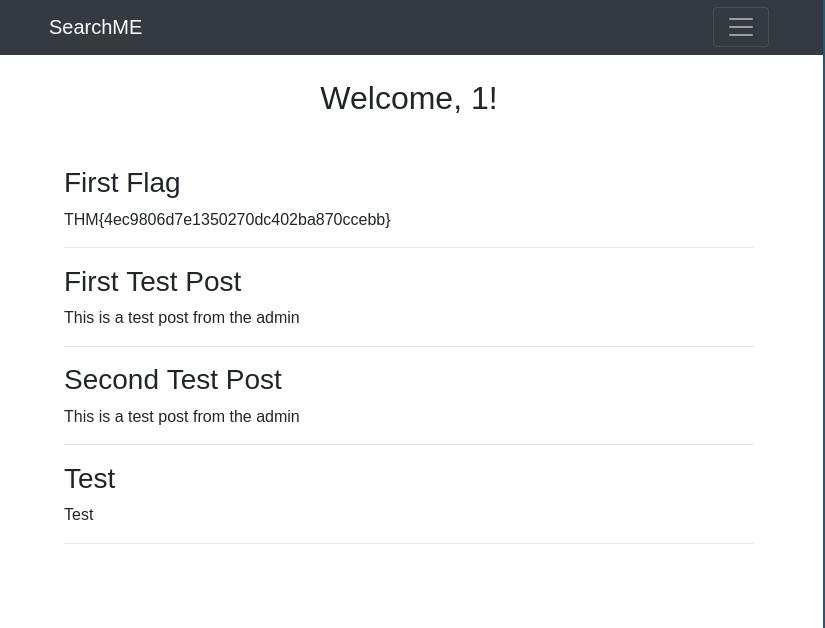 SearchME
Welcome, 1!
First Flag
THM{4ec9806d7e1350270dc402ba870ccebb}
First Test Post
This is a test post from the admin
Second Test Post
This is a test post from the admin
Test
Test